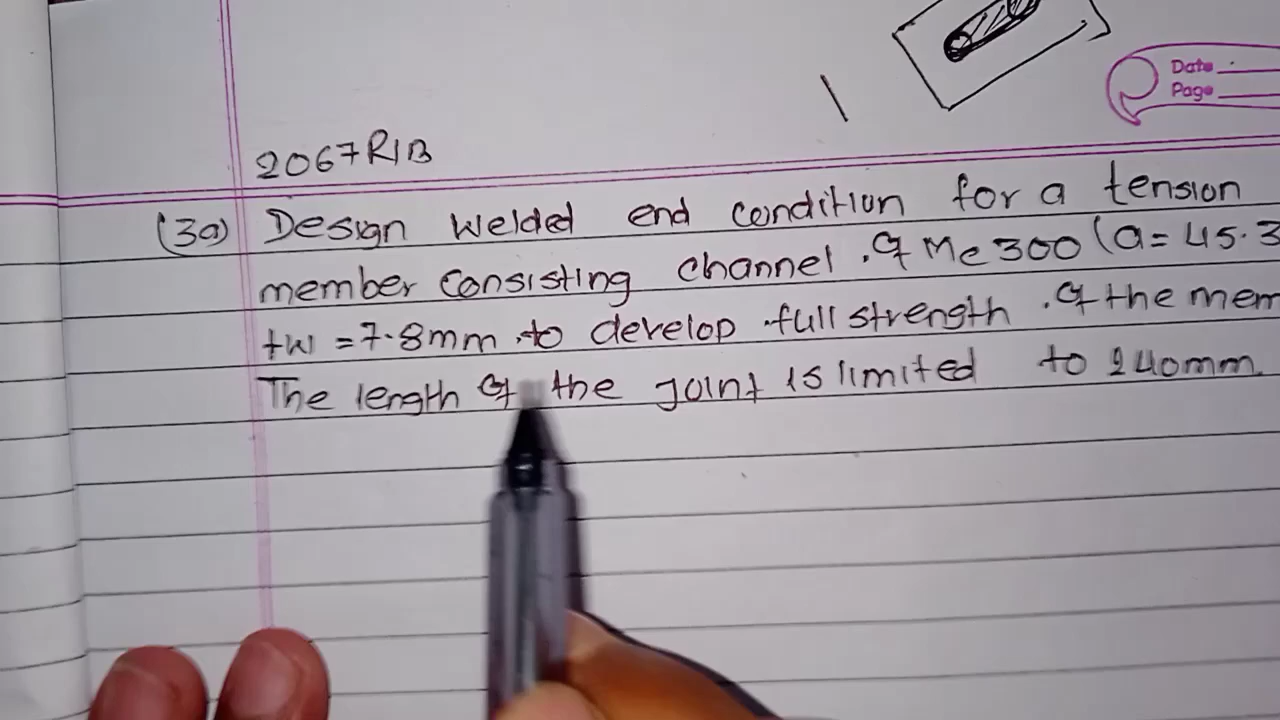 Date
Page
2067 RIB
(3a) Design welded end condition for a tension
member consisting channel of Mc 300 (a = 45.3
tw = 7.8mm to develop full strength of the mem
The length of the joint is limited to 240mm.